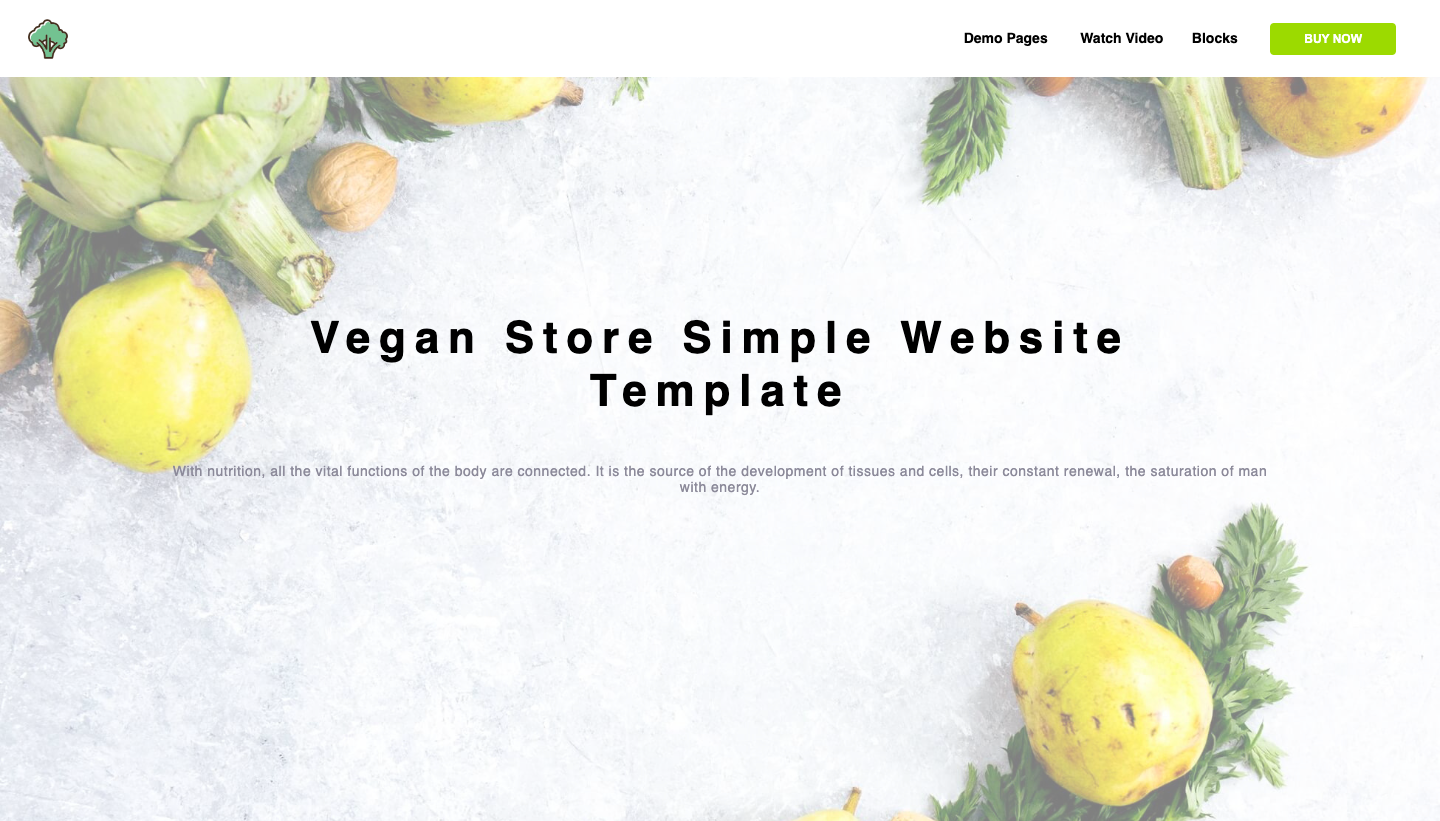 Demo Pages Watch Video Blocks BUY NOW
Vegan Store Simple Website
Template
With nutrition, all the vital functions of the body are connected. It is the source of the development of tissues and cells, their constant renewal, the saturation of man
with energy.